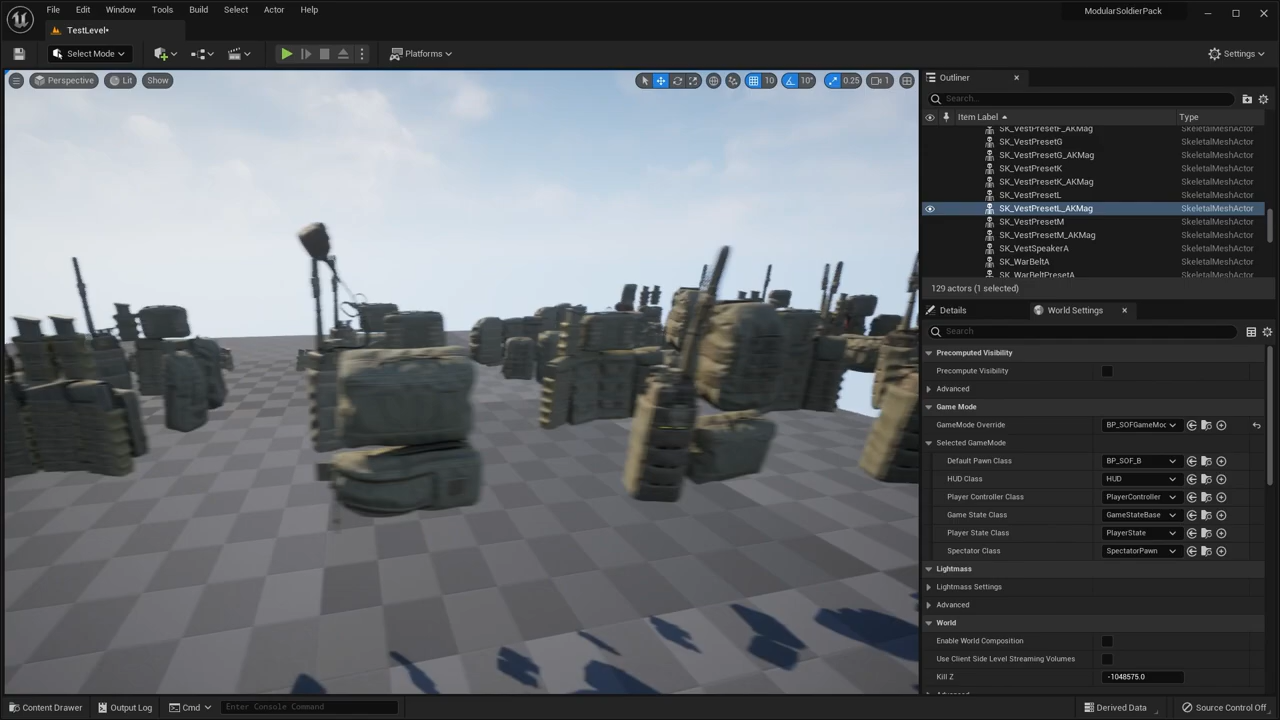 File Edit Window Tools Build Select Actor Help
ModularSoldierPack
TestLevel•
Select Mode
Platforms
Settings
Perspective Lit Show
10 10° 0.25 1
Outliner
Search...
Item Label Type
SK_VestPresetF_AKMag SkeletalMeshActor
SK_VestPresetG SkeletalMeshActor
SK_VestPresetG_AKMag SkeletalMeshActor
SK_VestPresetK SkeletalMeshActor
SK_VestPresetK_AKMag SkeletalMeshActor
SK_VestPresetL SkeletalMeshActor
SK_VestPresetL_AKMag SkeletalMeshActor
SK_VestPresetM SkeletalMeshActor
SK_VestPresetM_AKMag SkeletalMeshActor
SK_VestSpeakerA SkeletalMeshActor
SK_WarBeltA SkeletalMeshActor
SK_WarBeltPresetA SkeletalMeshActor
129 actors (1 selected)
Details World Settings
Search
Precomputed Visibility
Precompute Visibility
Advanced
Game Mode
GameMode Override BP_SOFGameMoc
Selected GameMode
Default Pawn Class BP_SOF_B
HUD Class HUD
Player Controller Class PlayerController
Game State Class GameStateBase
Player State Class PlayerState
Spectator Class SpectatorPawn
Lightmass
Lightmass Settings
Advanced
World
Enable World Composition
Use Client Side Level Streaming Volumes
Kill Z -1048575.0
Content Drawer Output Log Cmd Enter Console Command Derived Data Source Control Off